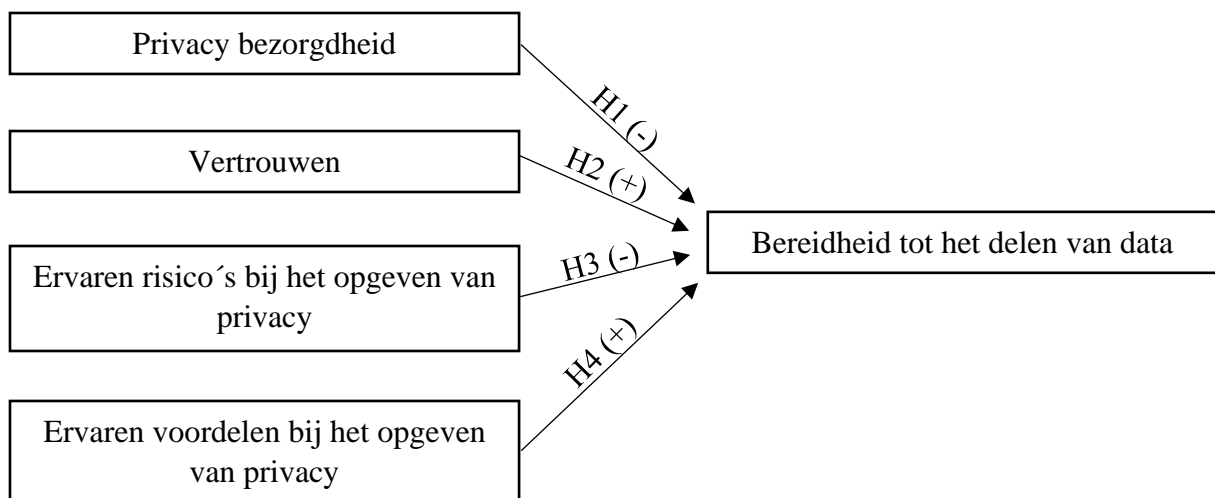 Privacy bezorgdheid
H1 (-)
Vertrouwen
H2 (+)
Bereidheid tot het delen van data
Ervaren risico´s bij het opgeven van
privacy
H3 (-)
H4 (+)
Ervaren voordelen bij het opgeven
van privacy